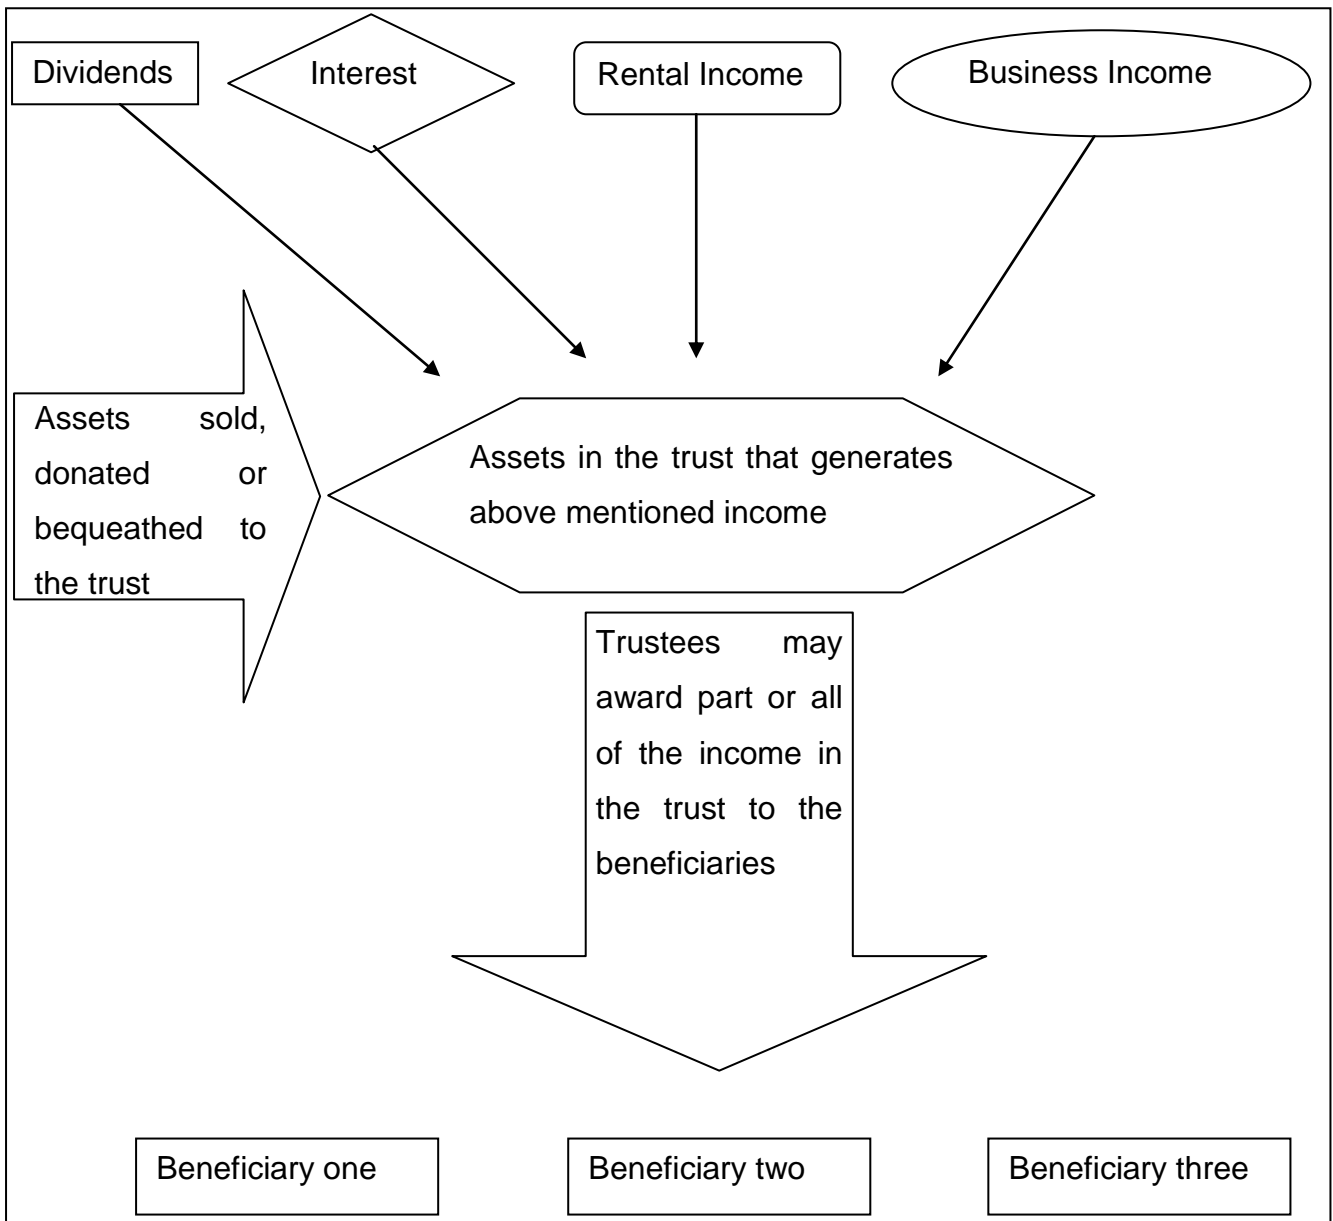 Dividends
Interest
Rental Income
Business Income
Assets sold,
donated or
bequeathed to
the trust
Assets in the trust that generates
above mentioned income
Trustees may
award part or all
of the income in
the trust to the
beneficiaries
Beneficiary one
Beneficiary two
Beneficiary three